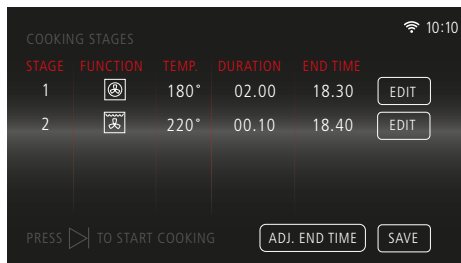 10:10
COOKING STAGES
STAGE FUNCTION TEMP. DURATION END TIME
1 180° 02.00 18.30 EDIT
2 220° 00.10 18.40 EDIT
PRESS TO START COOKING ADJ. END TIME SAVE